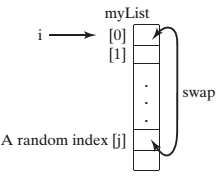 myList
i [0]
[1]
.
.
.
swap
A random index [j]